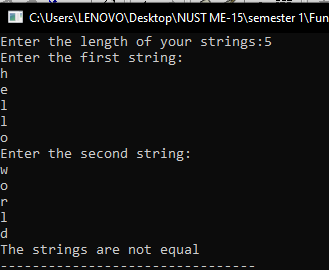 C:\Users\LENOVO\Desktop\NUST ME-15\semester 1\Fun
Enter the length of your strings:5
Enter the first string:
h
e
l
l
o
Enter the second string:
w
o
r
l
d
The strings are not equal
--------------------------------